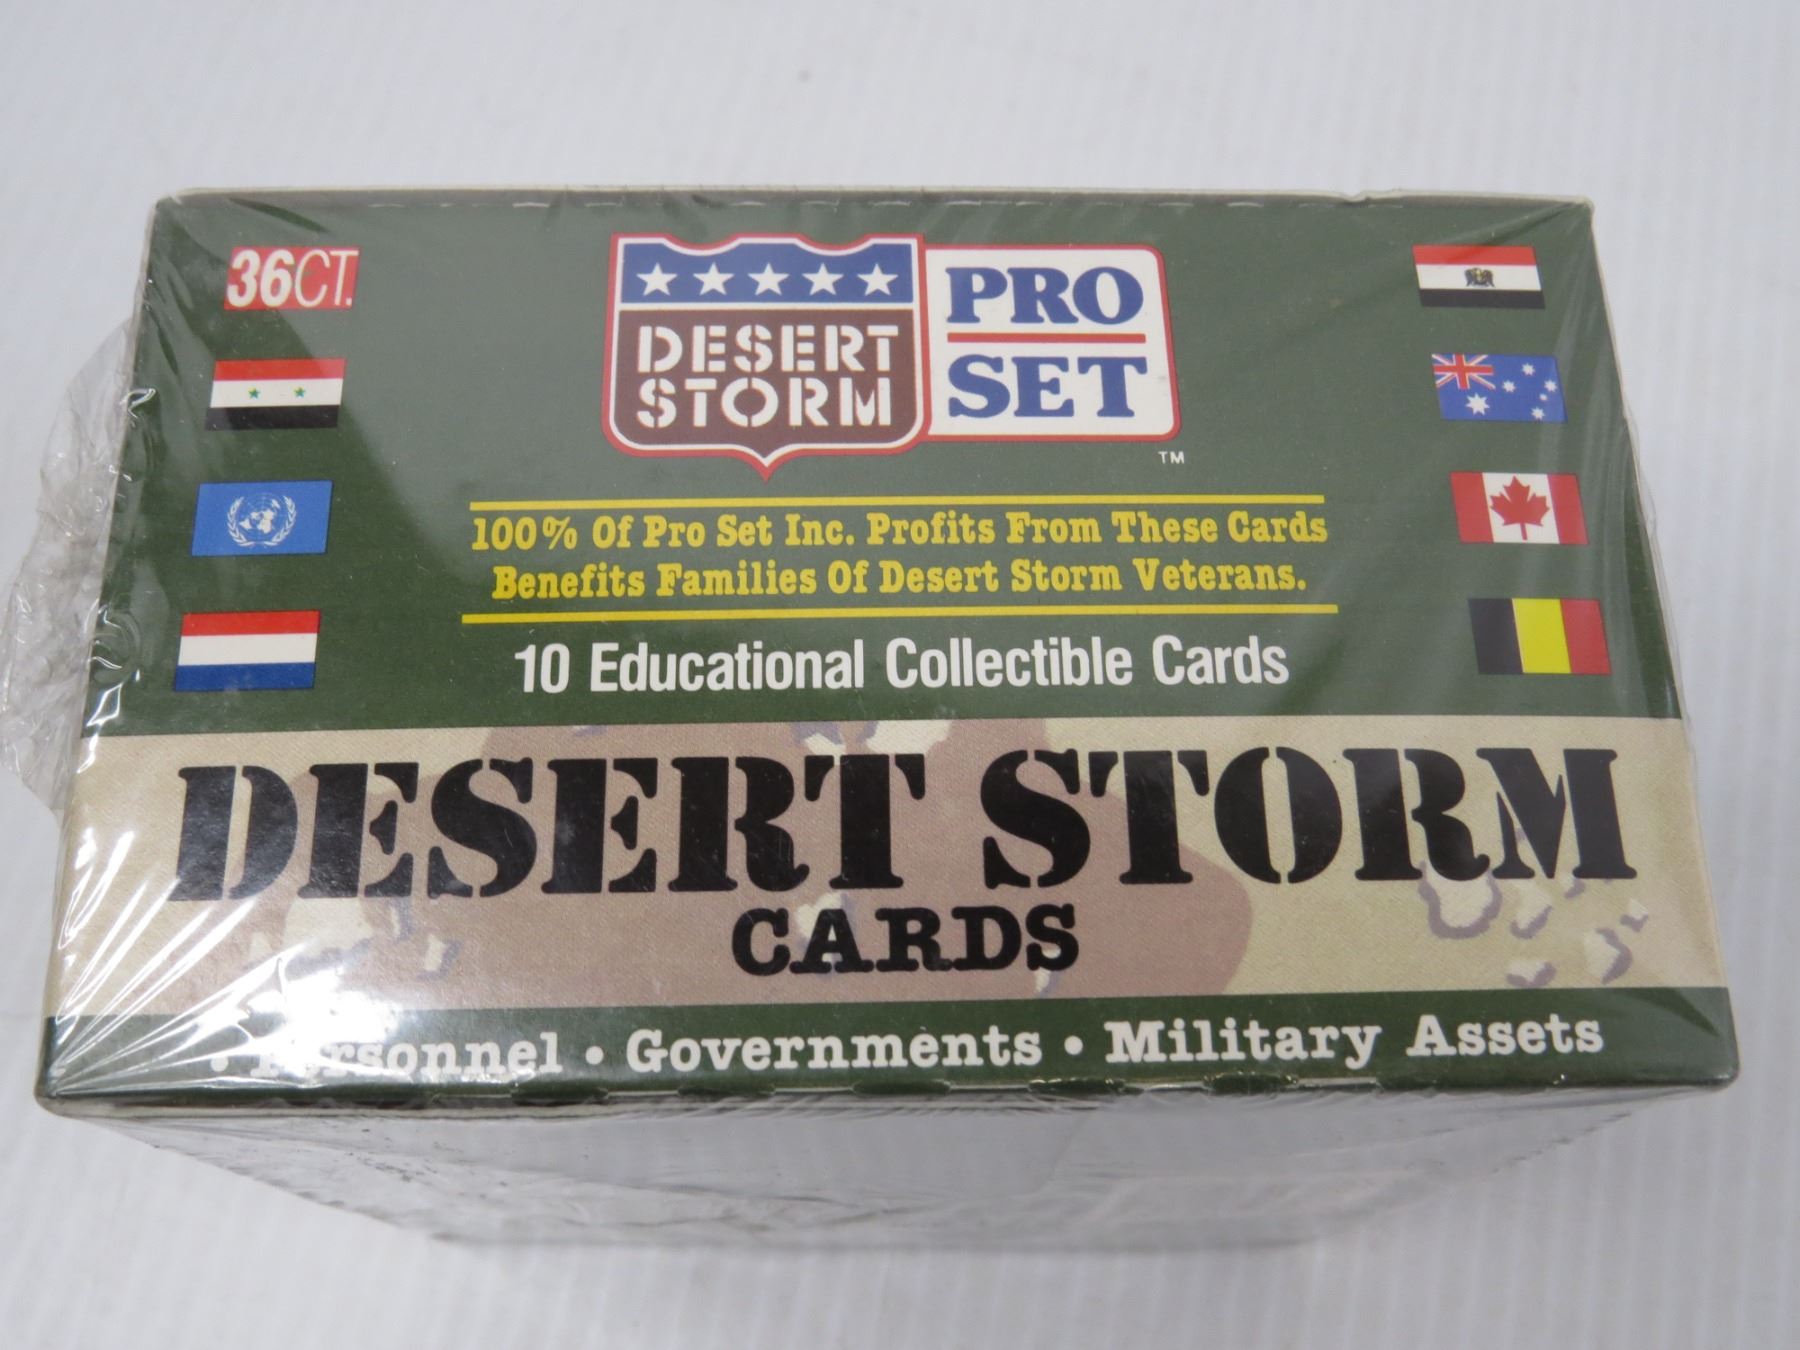 36CT.
DESERT
STORM
PRO
SET
TM
100% Of Pro Set Inc. Profits From These Cards
Benefits Families Of Desert Storm Veterans.
10 Educational Collectible Cards
DESERT STORM
CARDS
• Personnel • Governments • Military Assets